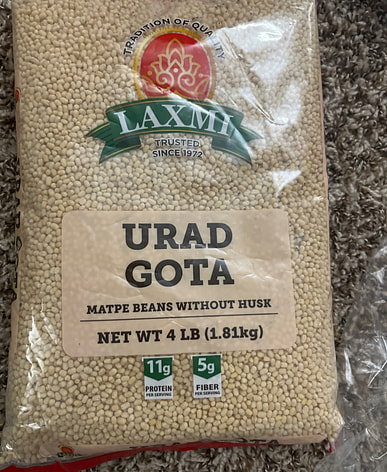 TRADITION OF QUALITY
LAXMI
TRUSTED
SINCE 1972
URAD
GOTA
MATPE BEANS WITHOUT HUSK
NET WT 4 LB (1.81kg)
11g
PROTEIN
PER SERVING
5g
FIBER
PER SERVING